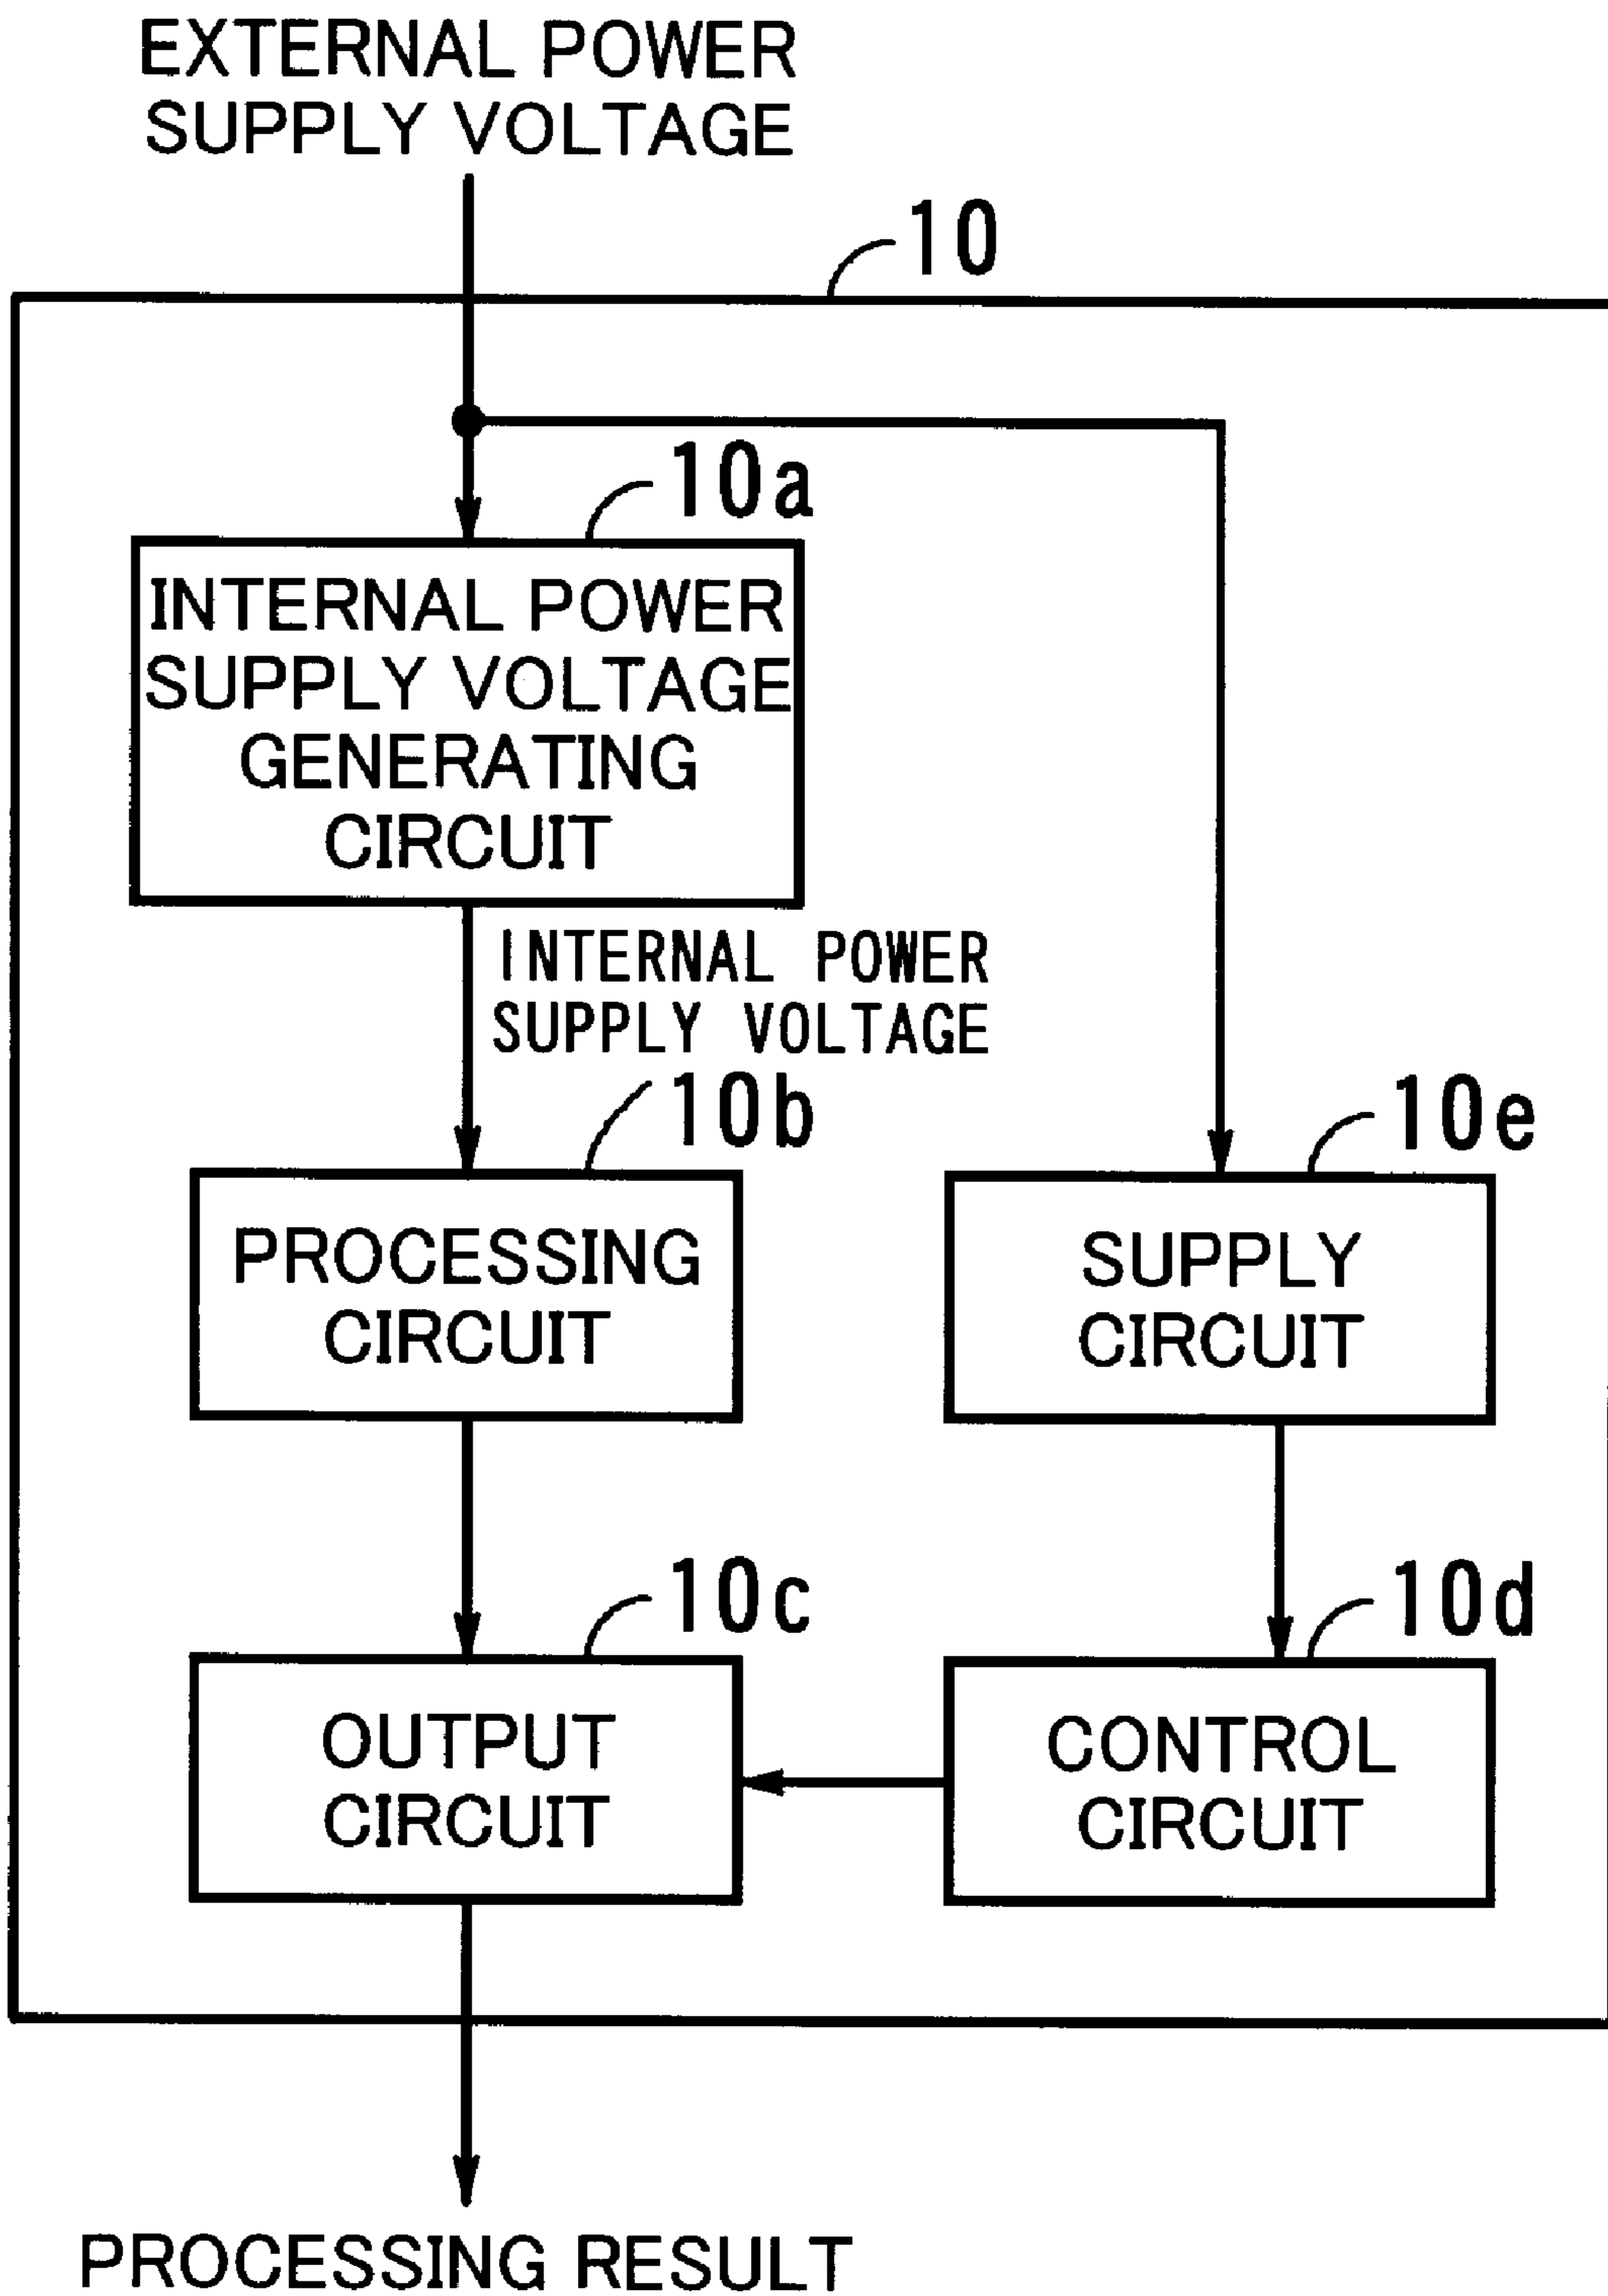 EXTERNAL POWER
SUPPLY VOLTAGE
10
10a
INTERNAL POWER
SUPPLY VOLTAGE
GENERATING
CIRCUIT
INTERNAL POWER
SUPPLY VOLTAGE
10b
10e
PROCESSING
CIRCUIT
SUPPLY
CIRCUIT
10c
10d
OUTPUT
CIRCUIT
CONTROL
CIRCUIT
PROCESSING RESULT